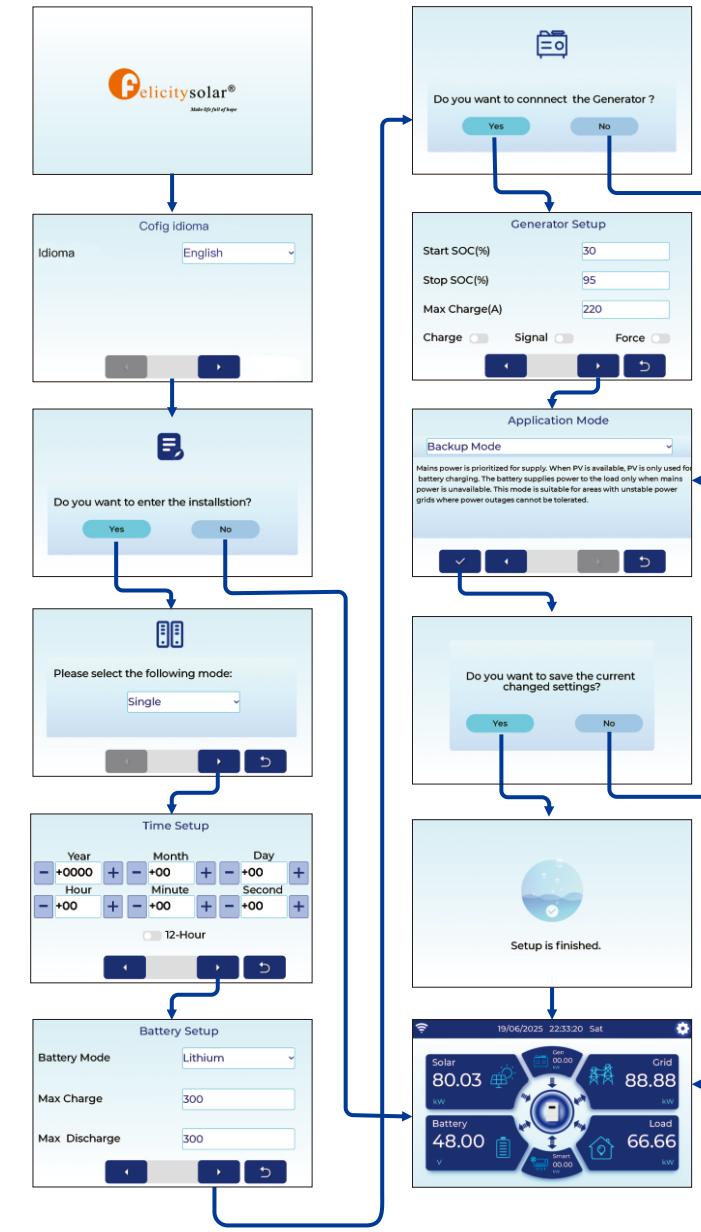 Felicitysolar®
Make life full of hope
Cofig idioma
Idioma
English
Do you want to enter the installstion?
Yes
No
Please select the following mode:
Single
Time Setup
Year Month Day
+0000 +00 +00
Hour Minute Second
+00 +00 +00
12-Hour
Battery Setup
Battery Mode Lithium
Max Charge 300
Max Discharge 300
Do you want to connnect the Generator ?
Yes
No
Generator Setup
Start SOC(%) 30
Stop SOC(%) 95
Max Charge(A) 220
Charge Signal Force
Application Mode
Backup Mode
Mains power is prioritized for supply. When PV is available, PV is only used for
battery charging. The battery supplies power to the load only when mains
power is unavailable. This mode is suitable for areas with unstable power
grids where power outages cannot be tolerated.
Do you want to save the current
changed settings?
Yes
No
Setup is finished.
19/06/2025 22:33:20 Sat
Solar
80.03
kW
Gen
00.00
kW
Grid
88.88
kW
Battery
48.00
V
Smart
00.00
kW
Load
66.66
kW